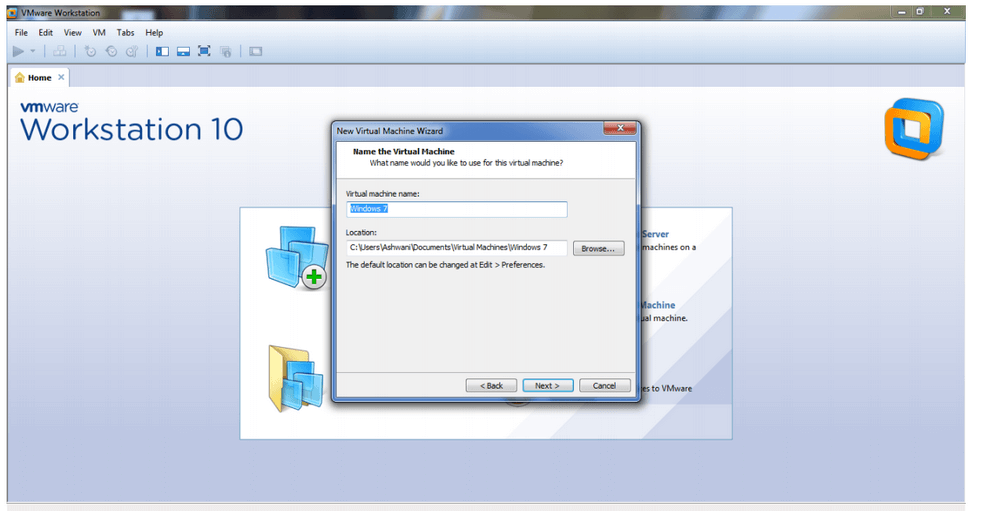 VMware Workstation
File Edit View VM Tabs Help
Home
vmware
Workstation 10
New Virtual Machine Wizard
Name the Virtual Machine
What name would you like to use for this virtual machine?
Virtual machine name:
Windows 7
Location:
C:\Users\Ashwani\Documents\Virtual Machines\Windows 7
Browse...
The default location can be changed at Edit > Preferences.
< Back Next > Cancel
Server
machines on a
Machine
ual machine.
es to VMware